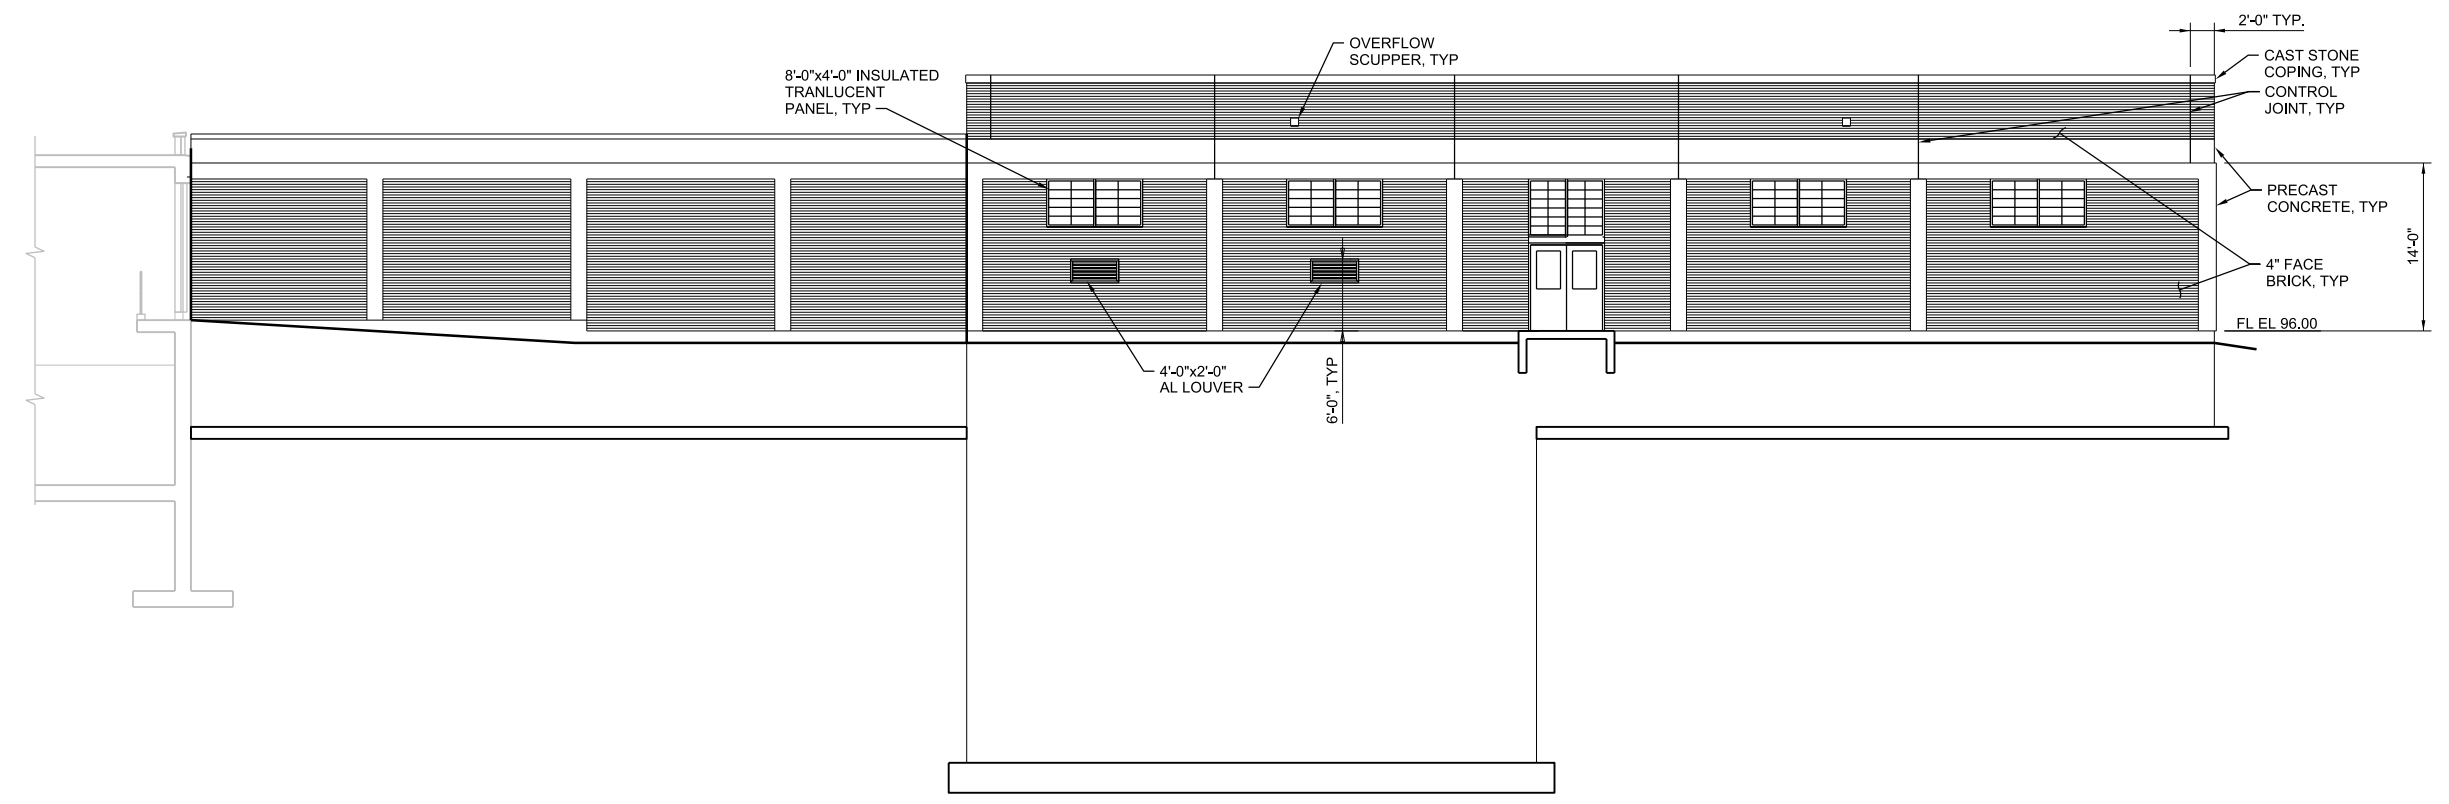 2'-0" TYP.
OVERFLOW
SCUPPER, TYP
CAST STONE
COPING, TYP
8'-0"x4'-0" INSULATED
TRANLUCENT
PANEL, TYP
CONTROL
JOINT, TYP
PRECAST
CONCRETE, TYP
14'-0"
4" FACE
BRICK, TYP
FL EL 96.00
4'-0"x2'-0"
AL LOUVER
6'-0", TYP